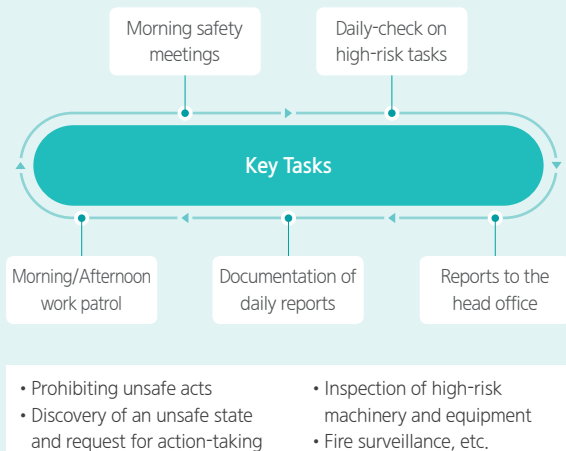 Morning safety
meetings
Daily-check on
high-risk tasks
Key Tasks
Morning/Afternoon
work patrol
Documentation of
daily reports
Reports to the
head office
• Prohibiting unsafe acts
• Discovery of an unsafe state
and request for action-taking
• Inspection of high-risk
machinery and equipment
• Fire surveillance, etc.